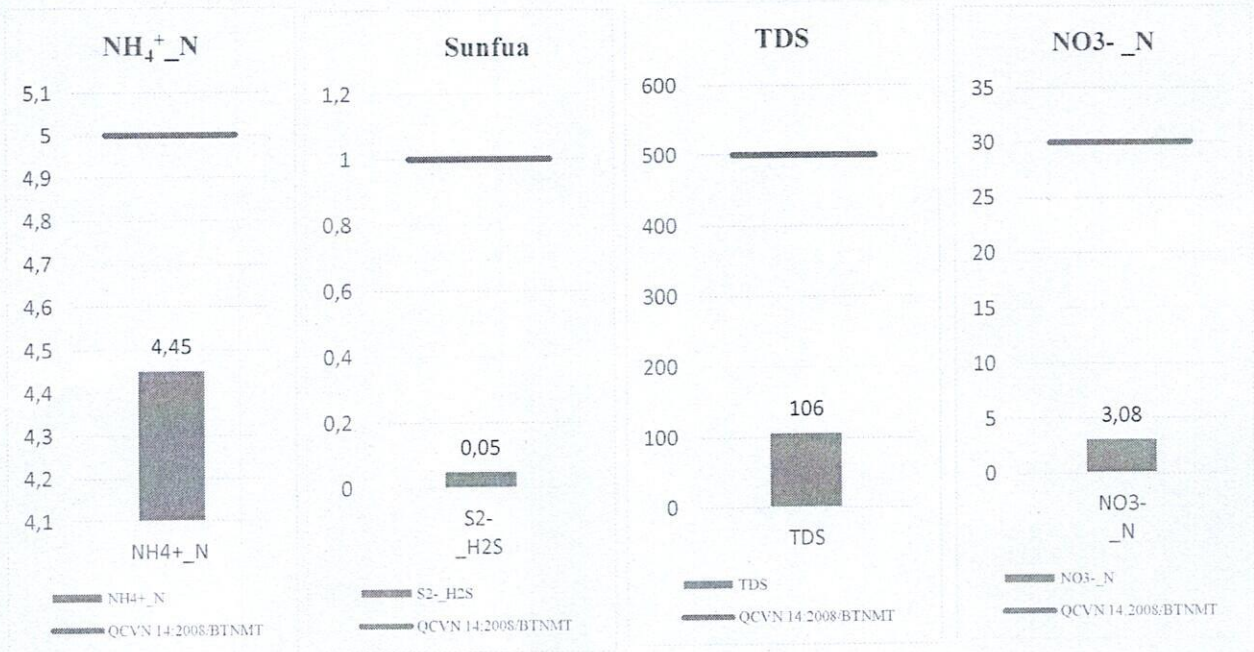 NH4+_N
5,1
5
4,9
4,8
4,7
4,6
4,5
4,4
4,3
4,2
4,1
4,45
NH4+_N
NH4+_N
QCVN 14:2008/BTNMT
Sunfua
1,2
1
0,8
0,6
0,4
0,2
0
0,05
S2-
_H2S
S2-_H2S
QCVN 14:2008/BTNMT
TDS
600
500
400
300
200
100
0
106
TDS
TDS
QCVN 14:2008/BTNMT
NO3- _N
35
30
25
20
15
10
5
0
3,08
NO3-
_N
NO3-_N
QCVN 14:2008/BTNMT